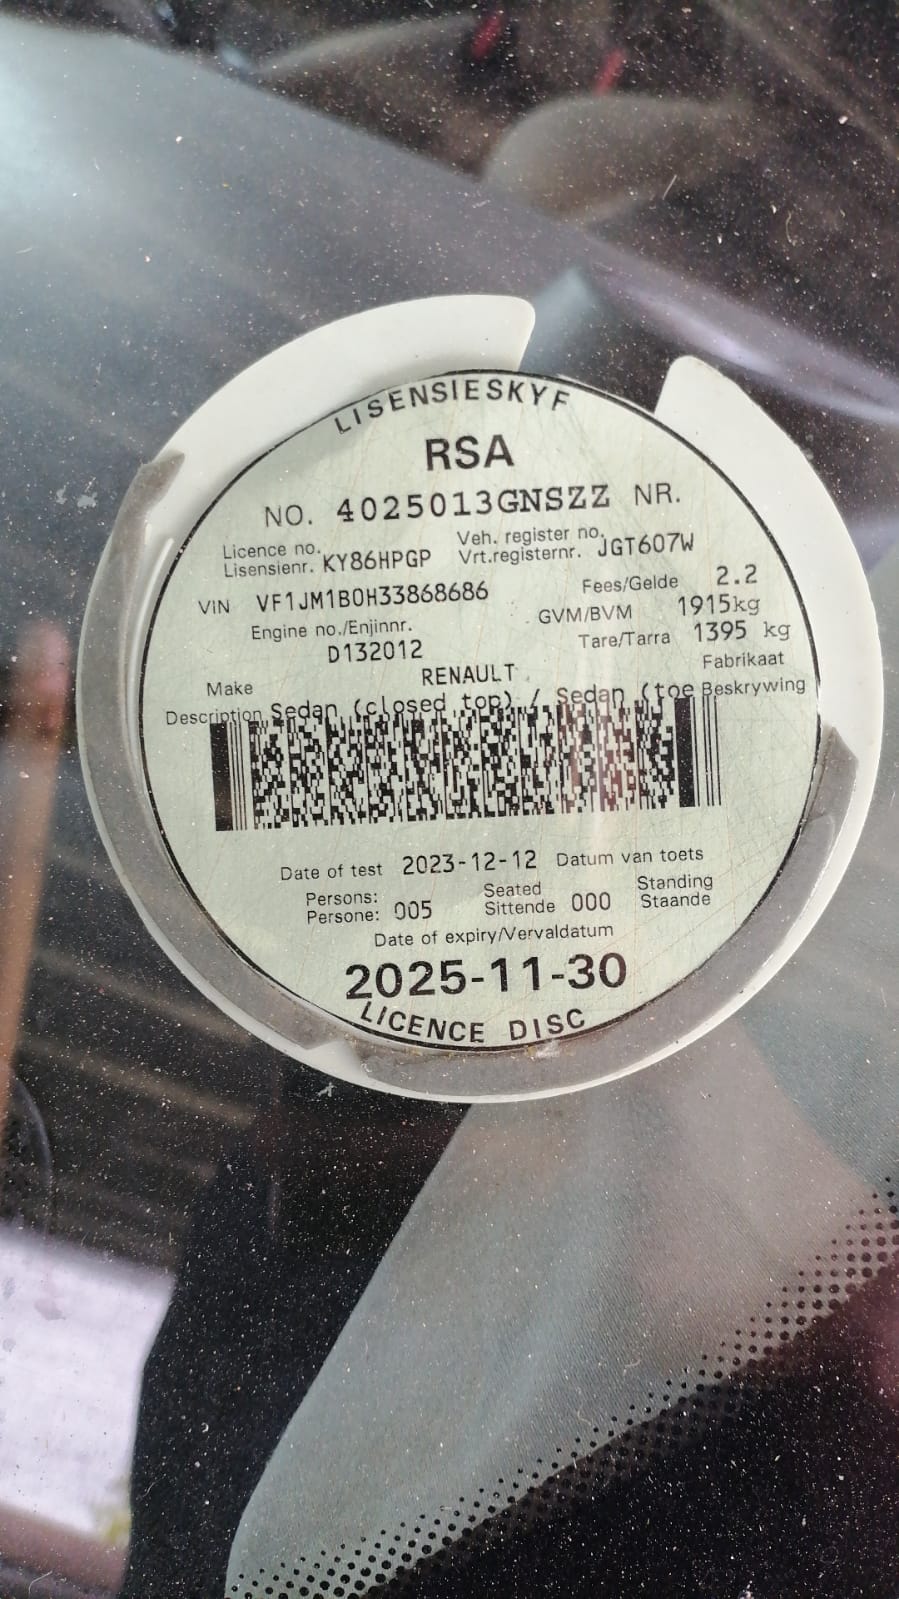 LISENSIESKYF
RSA
NO. 4025013GNSZZ NR.
Licence no. Lisensienr. KY86HPGP Veh. register no. Vrt.registernr. JGT607W
VIN VF1JM1B0H33868686 Fees/Gelde 2.2
Engine no./Enjinnr. D132012 GVM/BVM 1915kg
Tare/Tarra 1395 kg
Make RENAULT Fabrikaat
Description Sedan (closed top) / Sedan (toe Beskrywing
Date of test 2023-12-12 Datum van toets
Persons: Persone: 005 Seated Sittende 000 Standing Staande
Date of expiry/Vervaldatum
2025-11-30
LICENCE DISC